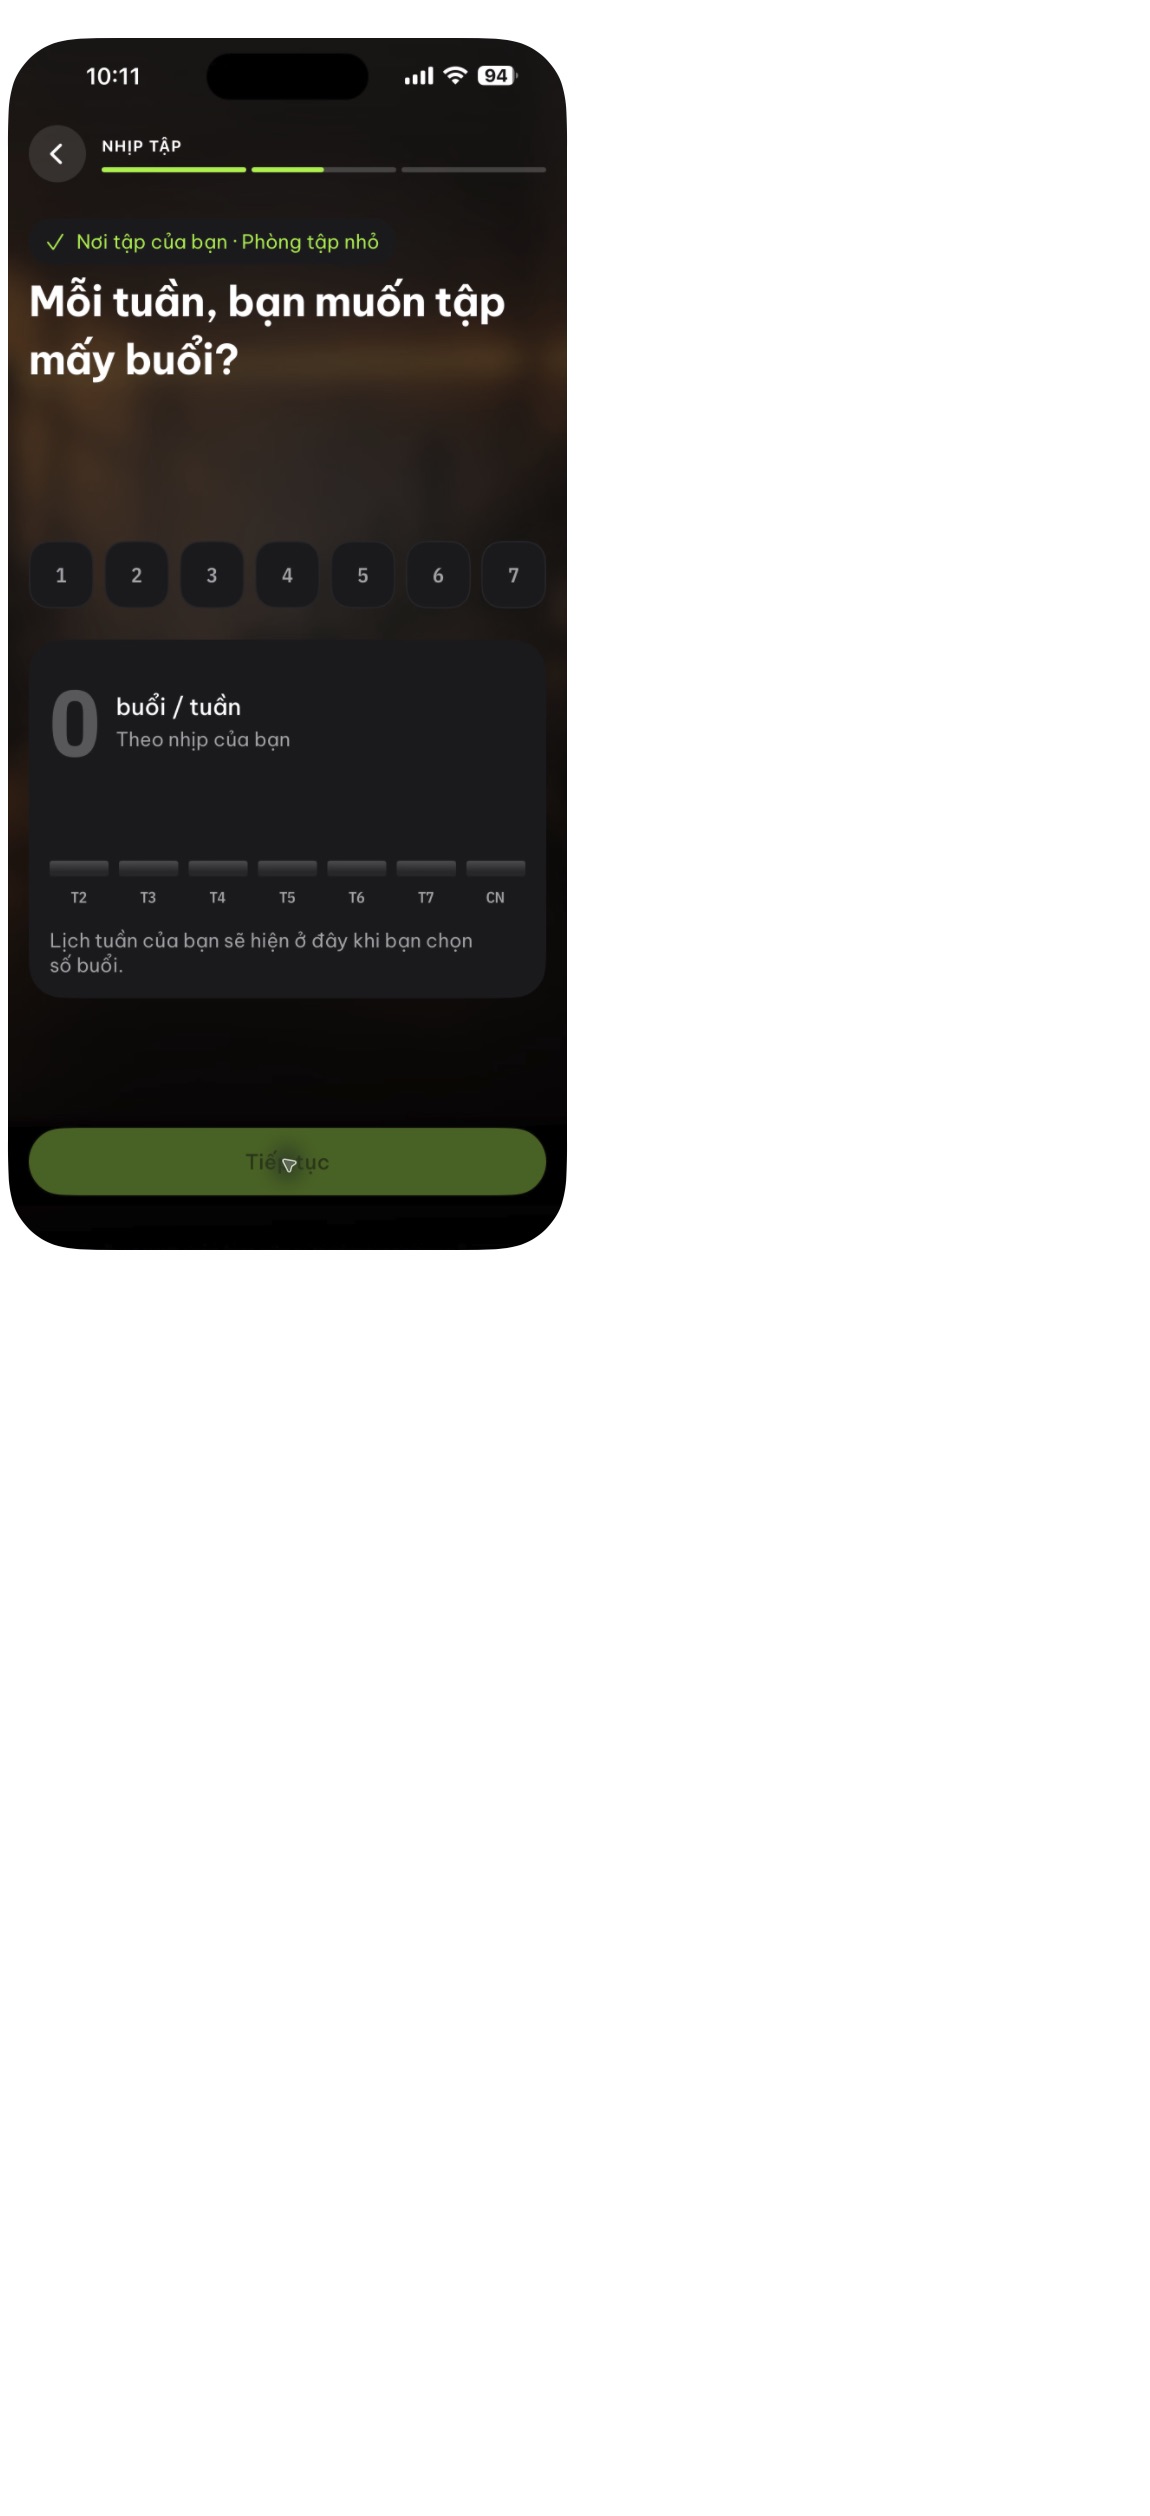 10:11
94
NHỊP TẬP
Nơi tập của bạn · Phòng tập nhỏ
Mỗi tuần, bạn muốn tập
mấy buổi?
1 2 3 4 5 6 7
0 buổi / tuần
Theo nhịp của bạn
T2 T3 T4 T5 T6 T7 CN
Lịch tuần của bạn sẽ hiện ở đây khi bạn chọn
số buổi.
Tiếp tục